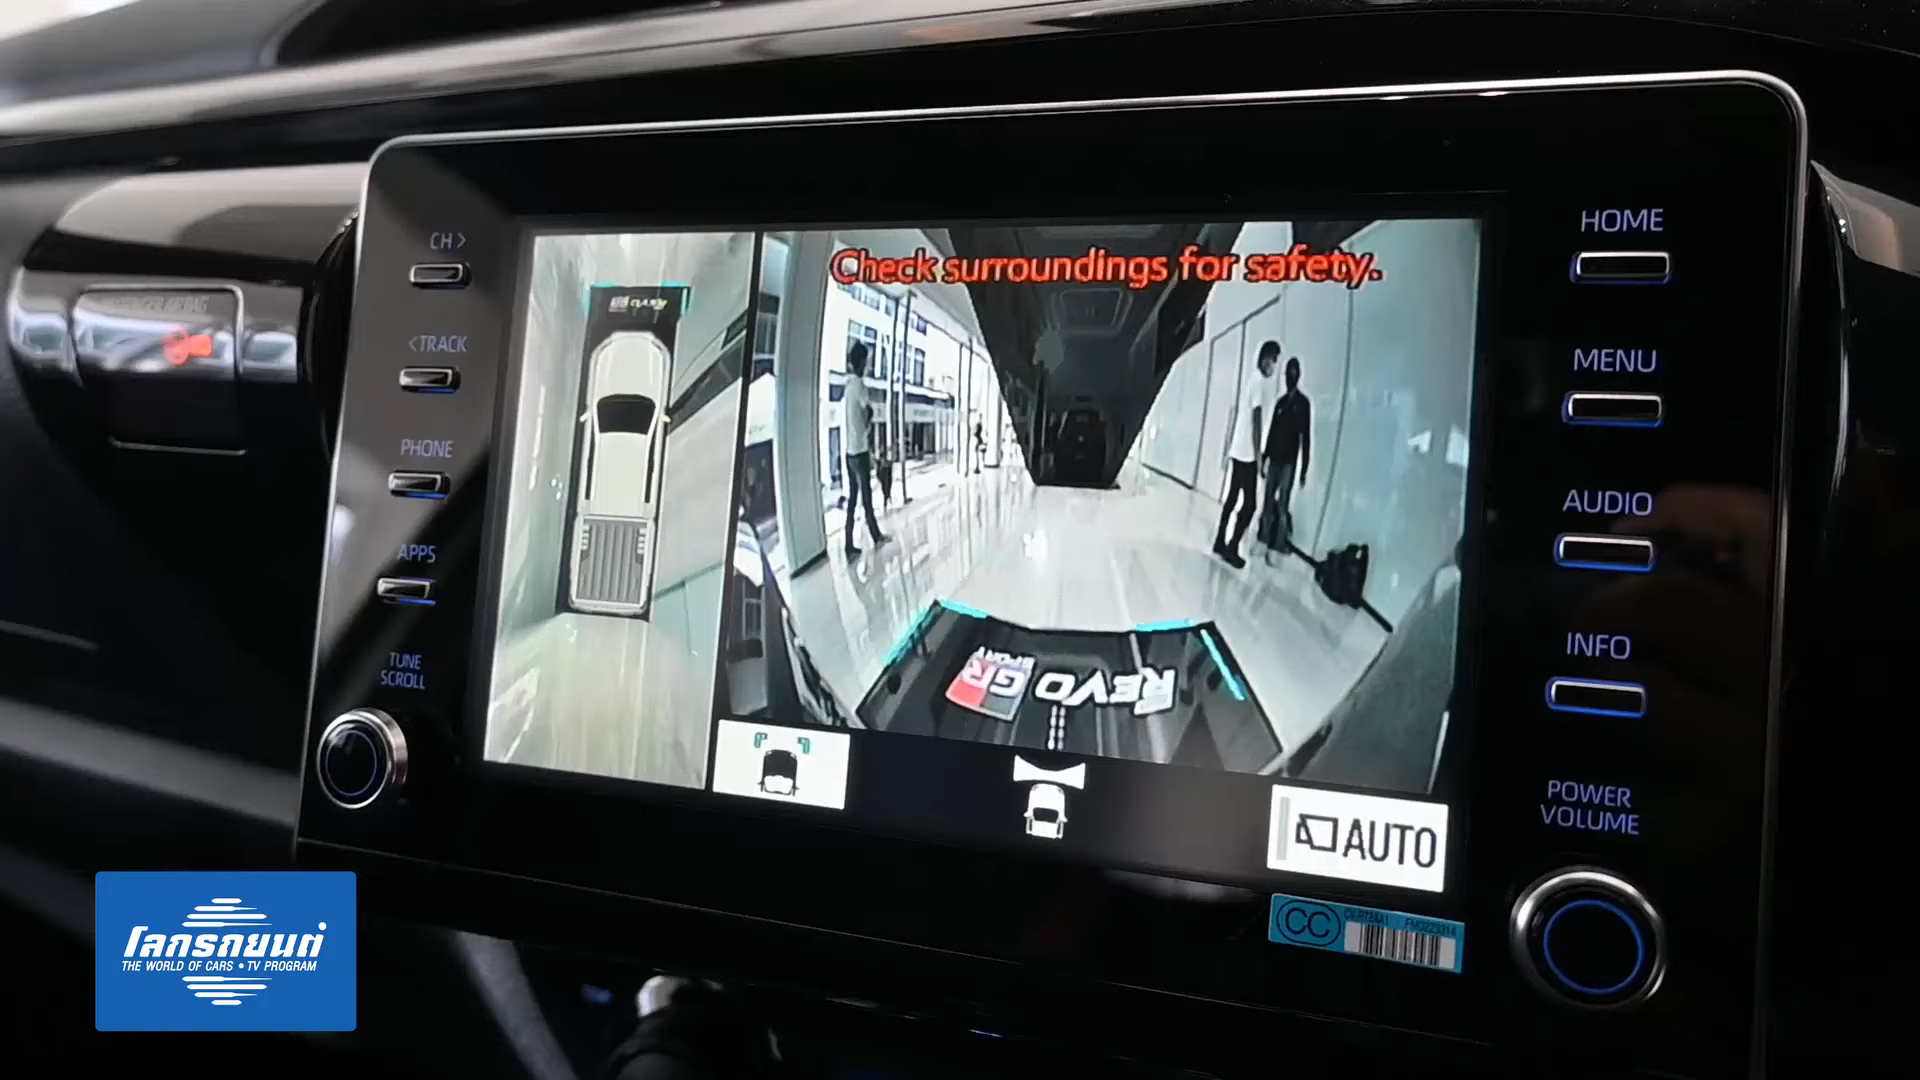 CH>
<TRACK
PHONE
APPS
TUNE
SCROLL
Check surroundings for safety.
REVO GR
SPORT
AUTO
CC
HOME
MENU
AUDIO
INFO
POWER
VOLUME
โลกรถยนต์
THE WORLD OF CARS • TV PROGRAM